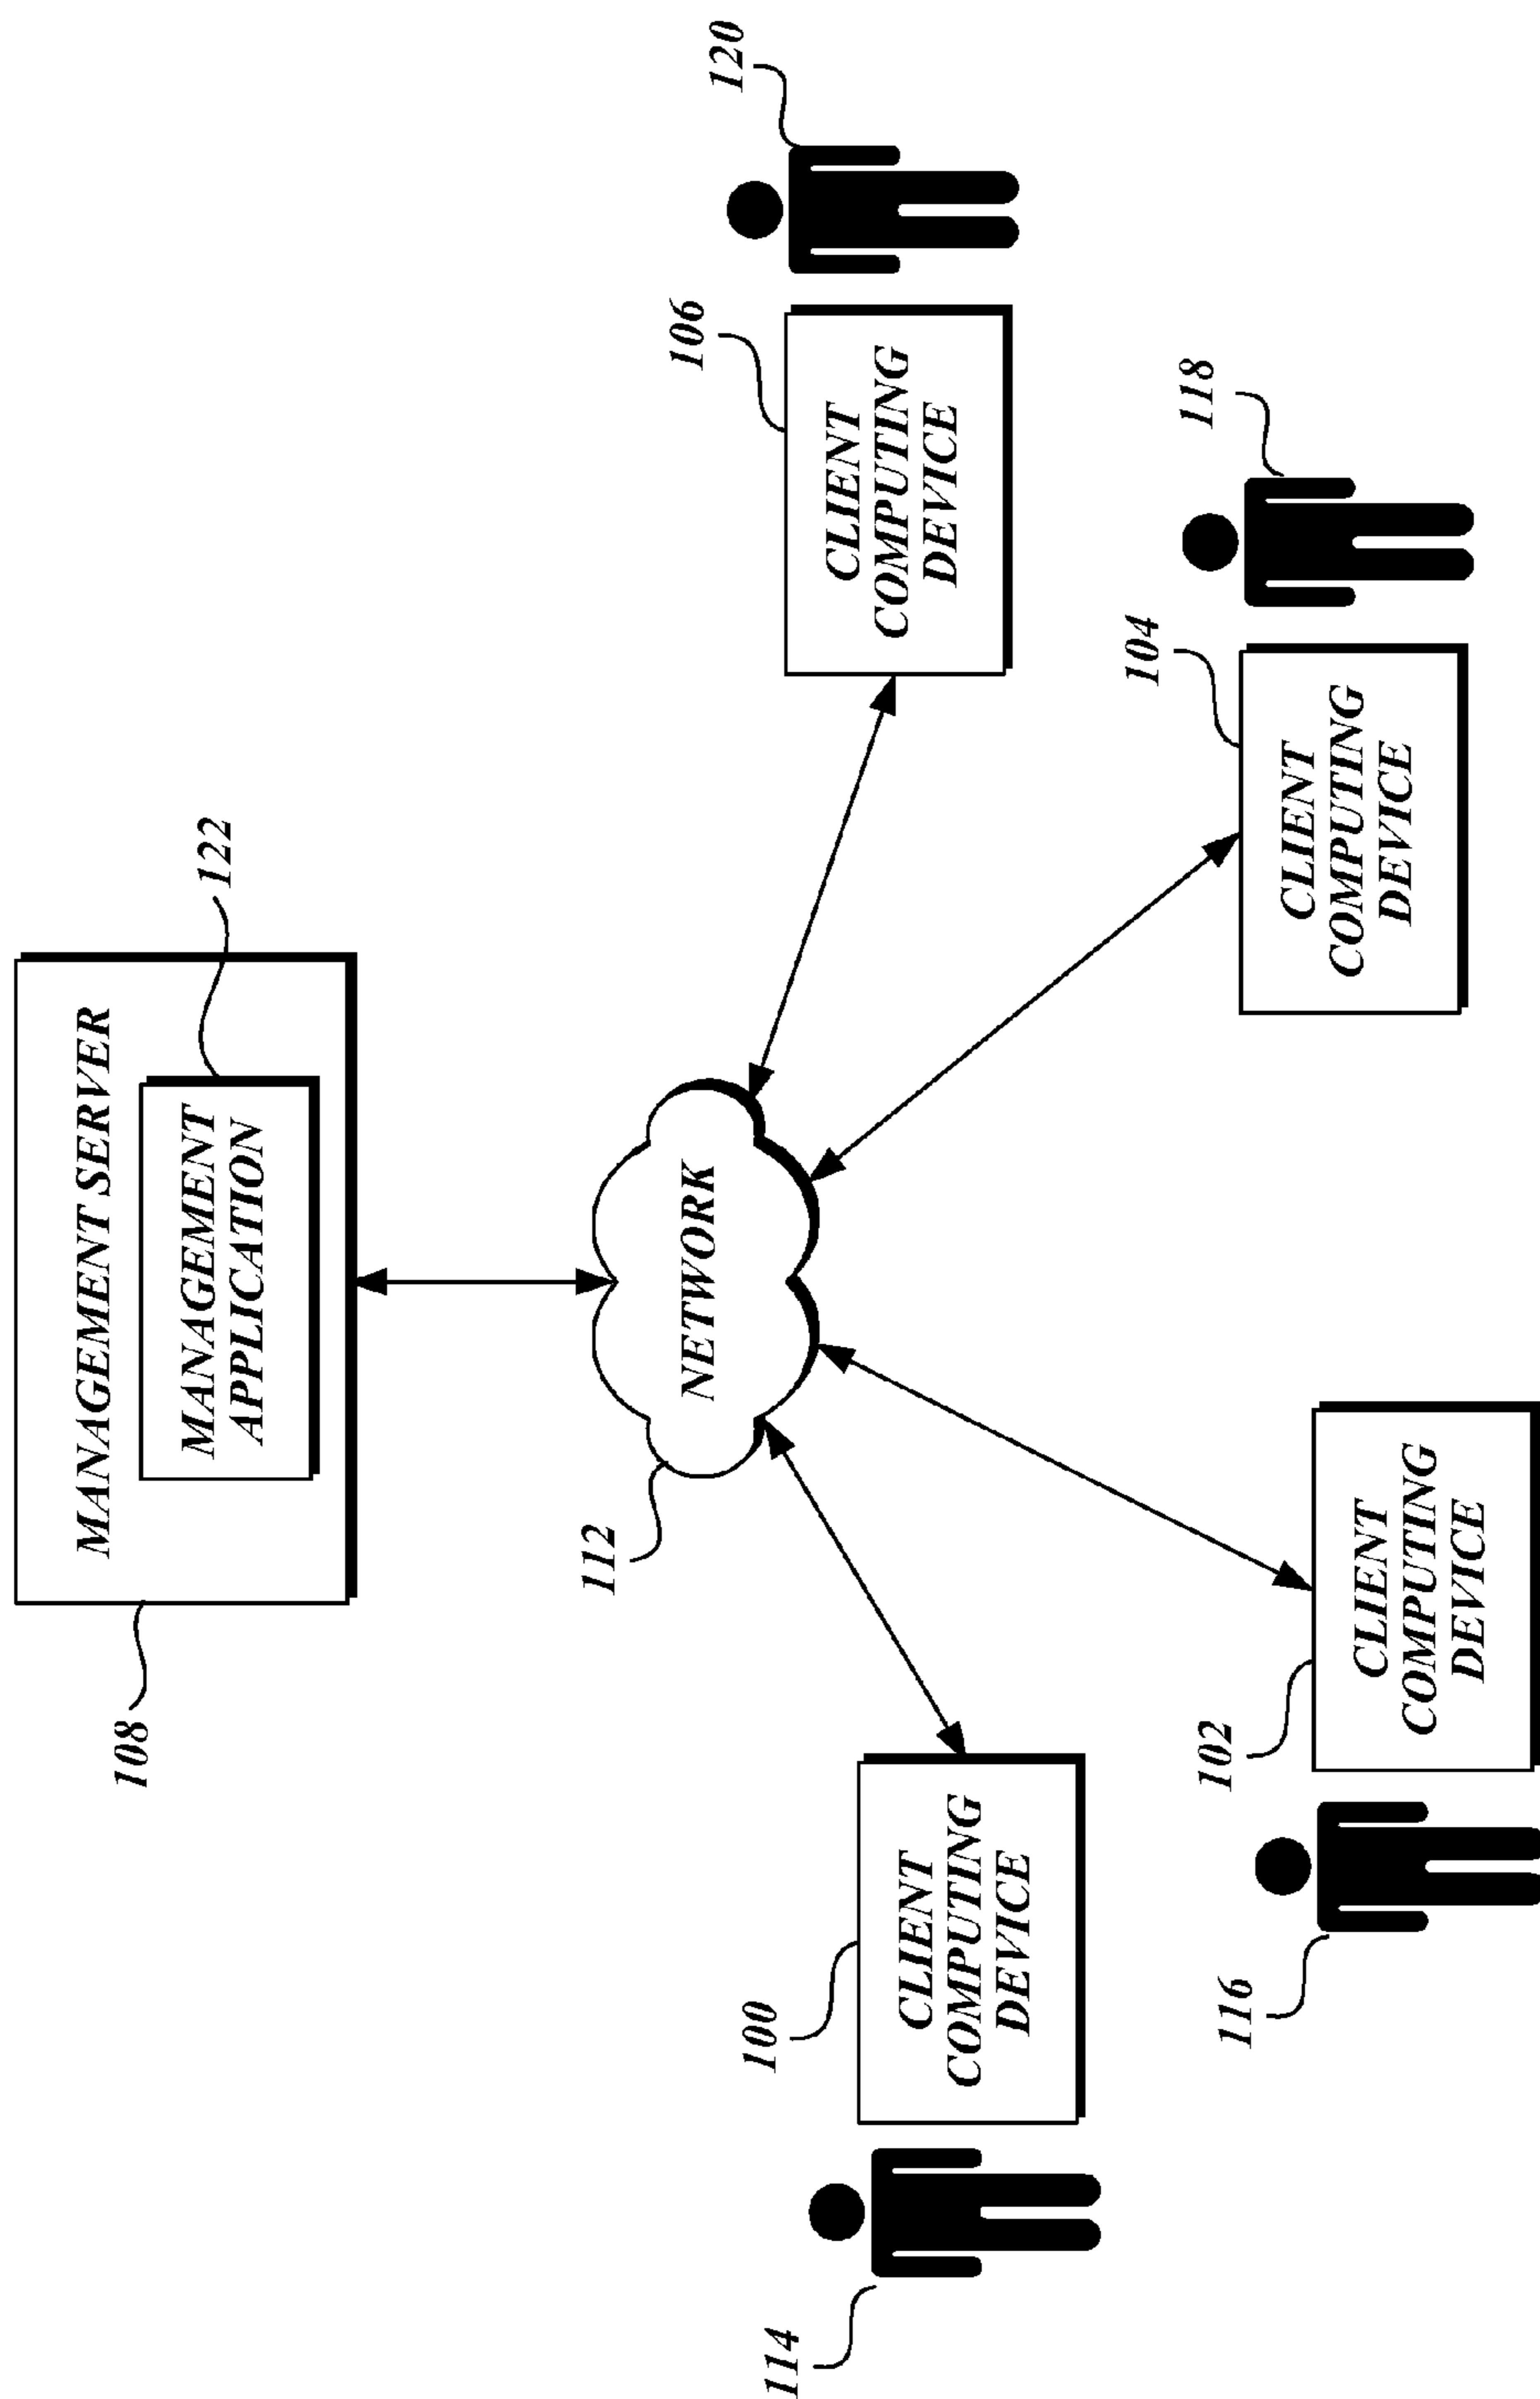 108
MANAGEMENT SERVER
MANAGEMENT
APPLICATION
122
112
NETWORK
114
100
CLIENT
COMPUTING
DEVICE
116
102
CLIENT
COMPUTING
DEVICE
104
CLIENT
COMPUTING
DEVICE
118
106
CLIENT
COMPUTING
DEVICE
120